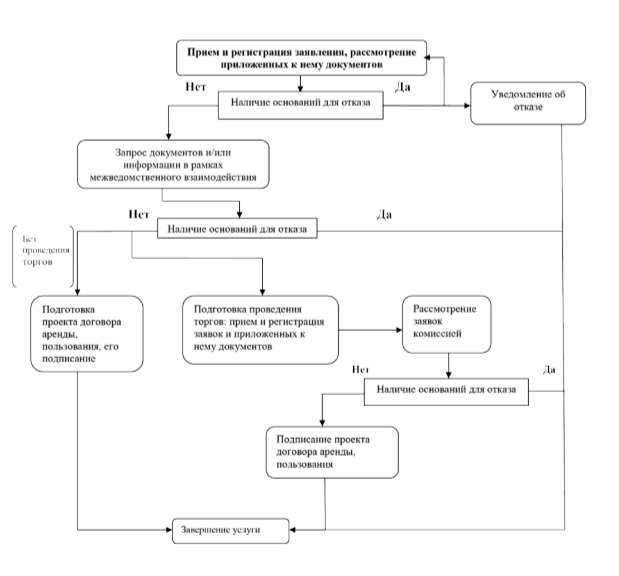 Прием и регистрация заявления, рассмотрение
приложенных к нему документов
Нет
Да
Наличие оснований для отказа
Уведомление об
отказе
Запрос документов и/или
информации в рамках
межведомственного взаимодействия
Нет
Да
Наличие оснований для отказа
Без
проведения
торгов
Подготовка
проекта договора
аренды,
пользования, его
подписание
Подготовка проведения
торгов: прием и регистрация
заявок и приложенных к
нему документов
Рассмотрение
заявок
комиссией
Нет
Да
Наличие оснований для отказа
Подписание проекта
договора аренды,
пользования
Завершение услуги